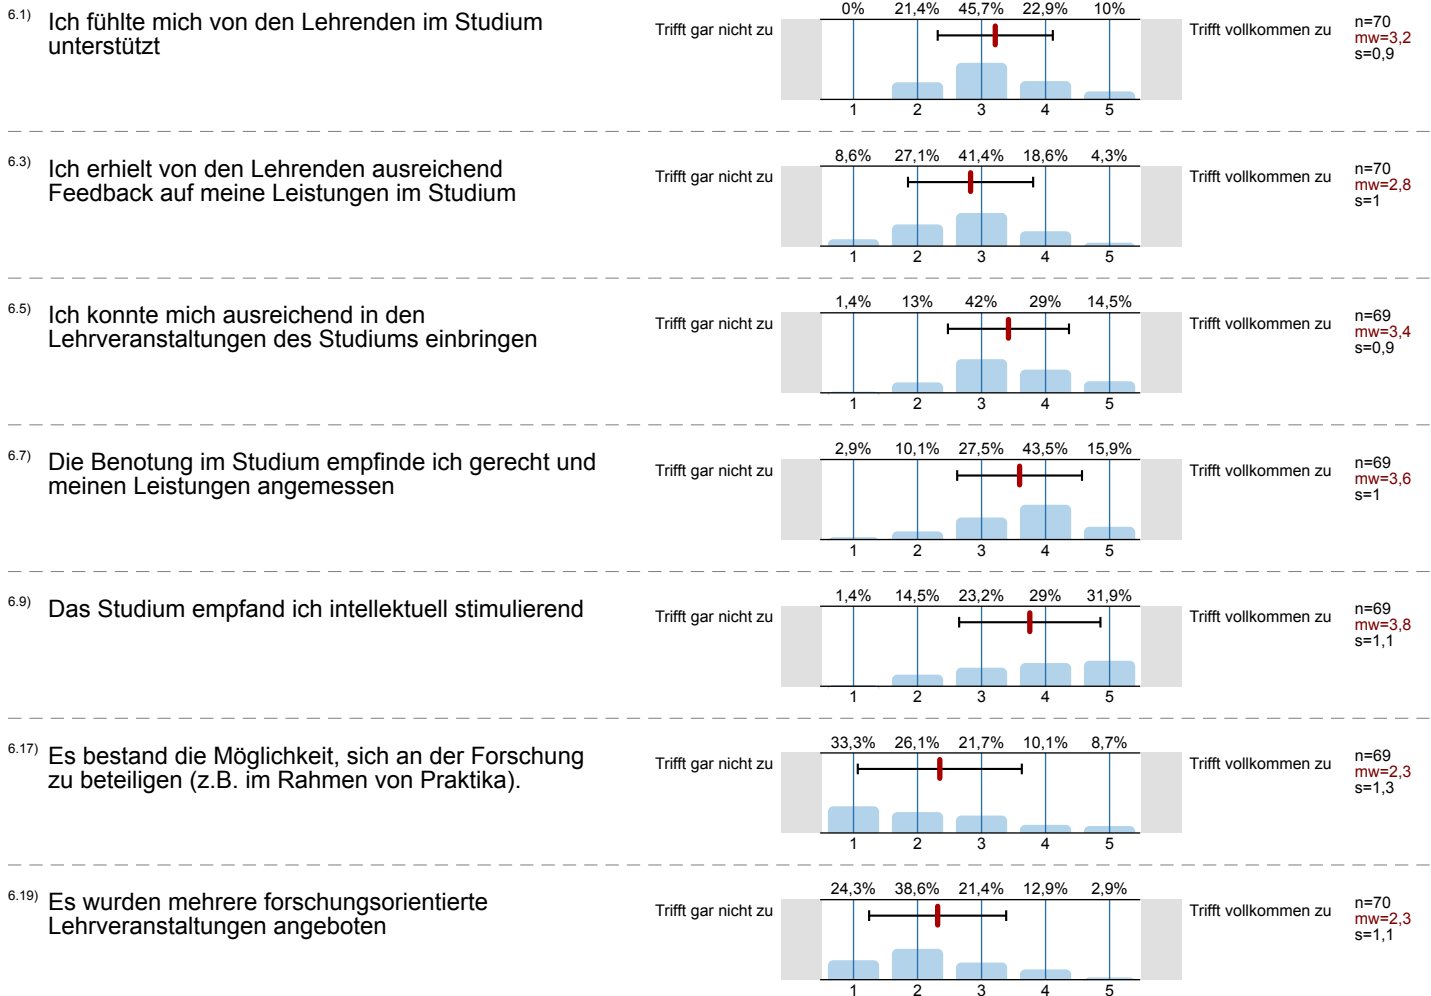 6.1) Ich fühlte mich von den Lehrenden im Studium
unterstützt
Trifft gar nicht zu
0% 21,4% 45,7% 22,9% 10%
1 2 3 4 5
Trifft vollkommen zu
n=70
mw=3,2
s=0,9
6.3) Ich erhielt von den Lehrenden ausreichend
Feedback auf meine Leistungen im Studium
Trifft gar nicht zu
8,6% 27,1% 41,4% 18,6% 4,3%
1 2 3 4 5
Trifft vollkommen zu
n=70
mw=2,8
s=1
6.5) Ich konnte mich ausreichend in den
Lehrveranstaltungen des Studiums einbringen
Trifft gar nicht zu
1,4% 13% 42% 29% 14,5%
1 2 3 4 5
Trifft vollkommen zu
n=69
mw=3,4
s=0,9
6.7) Die Benotung im Studium empfinde ich gerecht und
meinen Leistungen angemessen
Trifft gar nicht zu
2,9% 10,1% 27,5% 43,5% 15,9%
1 2 3 4 5
Trifft vollkommen zu
n=69
mw=3,6
s=1
6.9) Das Studium empfand ich intellektuell stimulierend
Trifft gar nicht zu
1,4% 14,5% 23,2% 29% 31,9%
1 2 3 4 5
Trifft vollkommen zu
n=69
mw=3,8
s=1,1
6.17) Es bestand die Möglichkeit, sich an der Forschung
zu beteiligen (z.B. im Rahmen von Praktika).
Trifft gar nicht zu
33,3% 26,1% 21,7% 10,1% 8,7%
1 2 3 4 5
Trifft vollkommen zu
n=69
mw=2,3
s=1,3
6.19) Es wurden mehrere forschungsorientierte
Lehrveranstaltungen angeboten
Trifft gar nicht zu
24,3% 38,6% 21,4% 12,9% 2,9%
1 2 3 4 5
Trifft vollkommen zu
n=70
mw=2,3
s=1,1